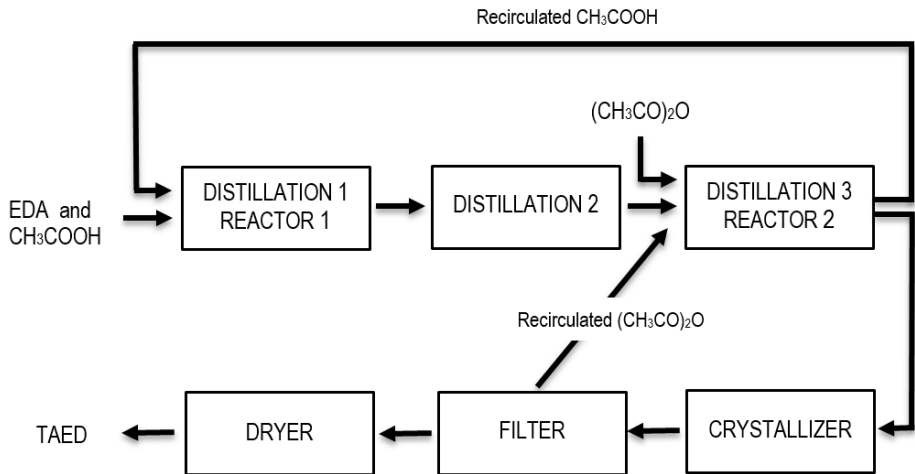 Recirculated CH₃COOH
(CH₃CO)₂O
DISTILLATION 1
REACTOR 1
DISTILLATION 2
DISTILLATION 3
REACTOR 2
EDA and
CH₃COOH
Recirculated (CH₃CO)₂O
TAED
DRYER
FILTER
CRYSTALLIZER